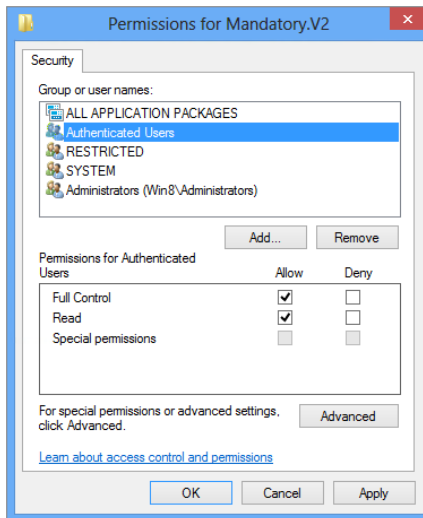 Permissions for Mandatory.V2
Security
Group or user names:
ALL APPLICATION PACKAGES
Authenticated Users
RESTRICTED
SYSTEM
Administrators (Win8\Administrators)
Add...
Remove
Permissions for Authenticated
Users
Allow
Deny
Full Control
Read
Special permissions
For special permissions or advanced settings,
click Advanced.
Advanced
Learn about access control and permissions
OK
Cancel
Apply